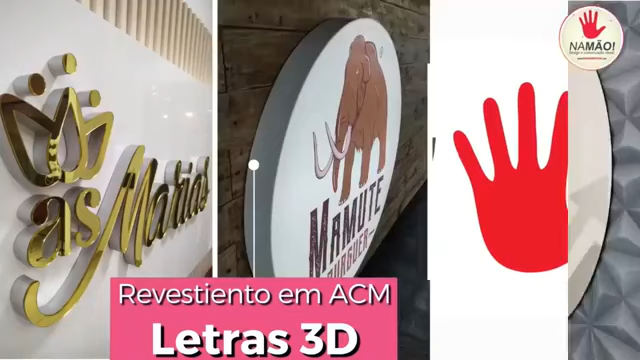 as Marias
MAMUTE
BURGUER
NAMÃO!
Revestiento em ACM
Letras 3D